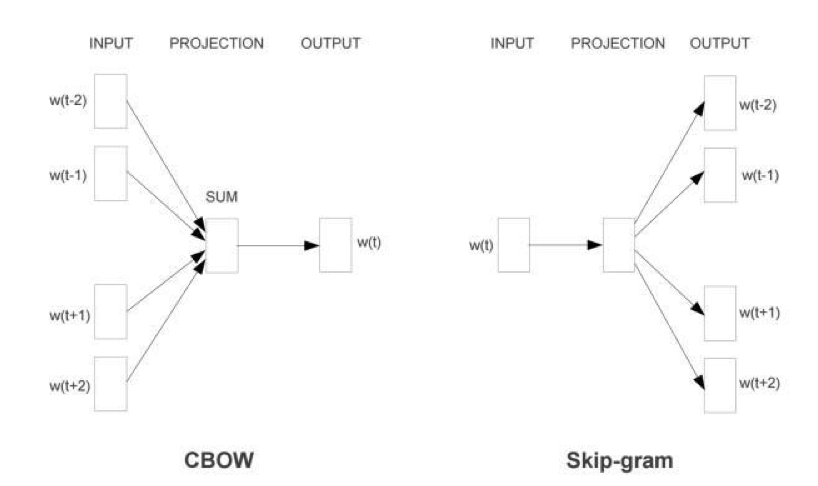 INPUT PROJECTION OUTPUT
w(t-2)
w(t-1)
SUM
w(t)
w(t+1)
w(t+2)
CBOW
INPUT PROJECTION OUTPUT
w(t-2)
w(t-1)
w(t)
w(t+1)
w(t+2)
Skip-gram